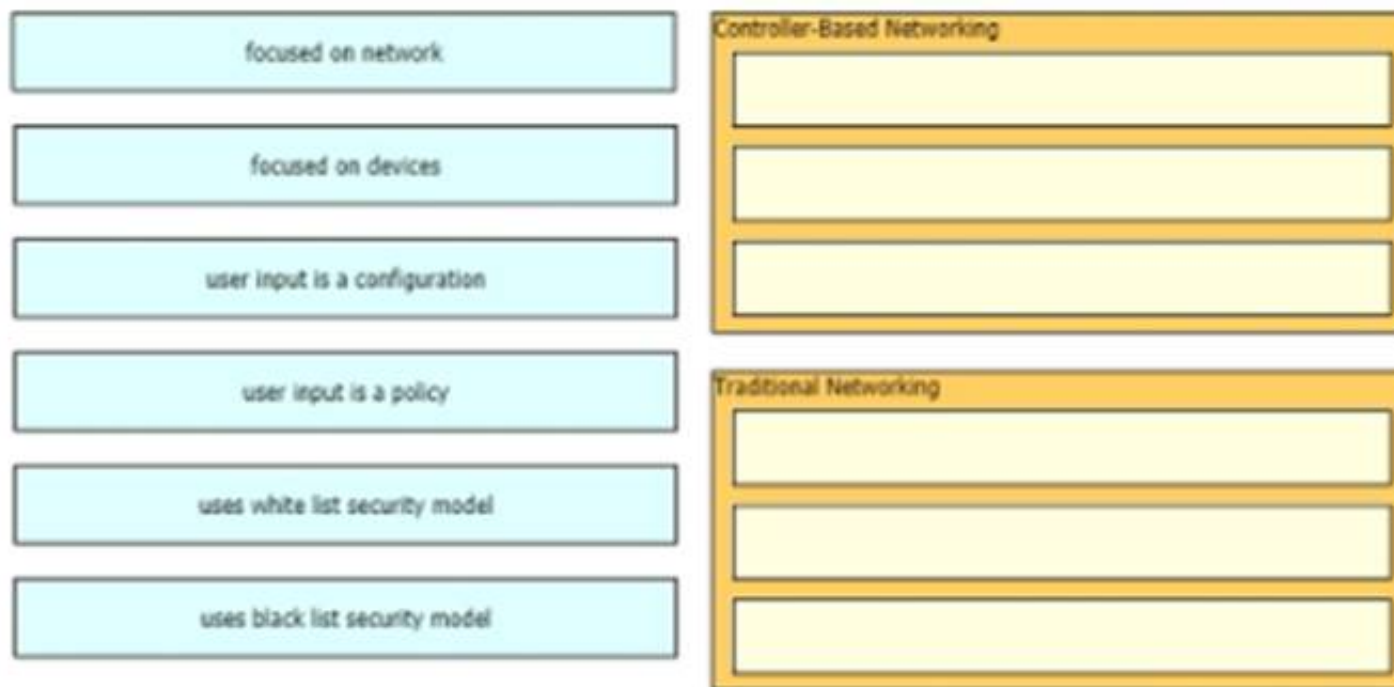 focused on network
focused on devices
user input is a configuration
user input is a policy
uses white list security model
uses black list security model
Controller-Based Networking
Traditional Networking